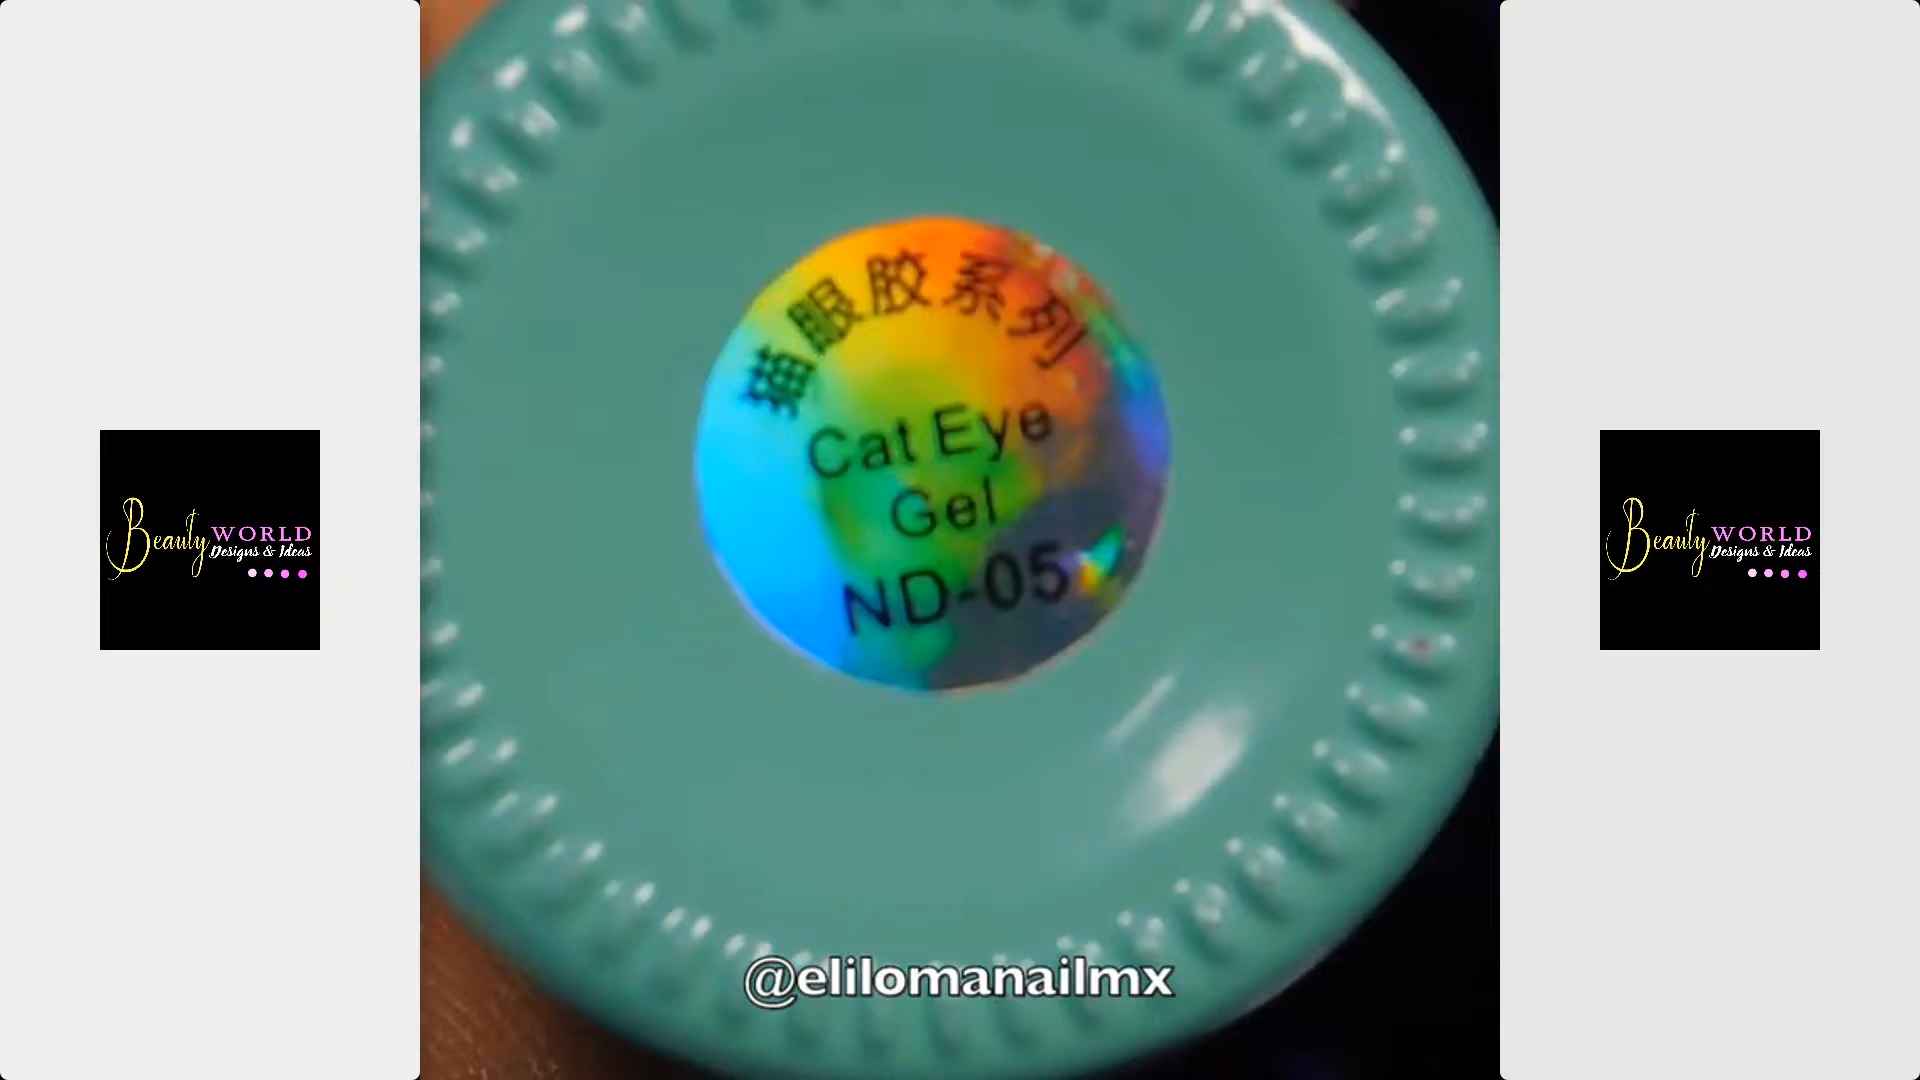 猫眼胶系列
Cat Eye
Gel
ND-05
@elilomanailmx
Beauty WORLD
Designs & Ideas
Beauty WORLD
Designs & Ideas